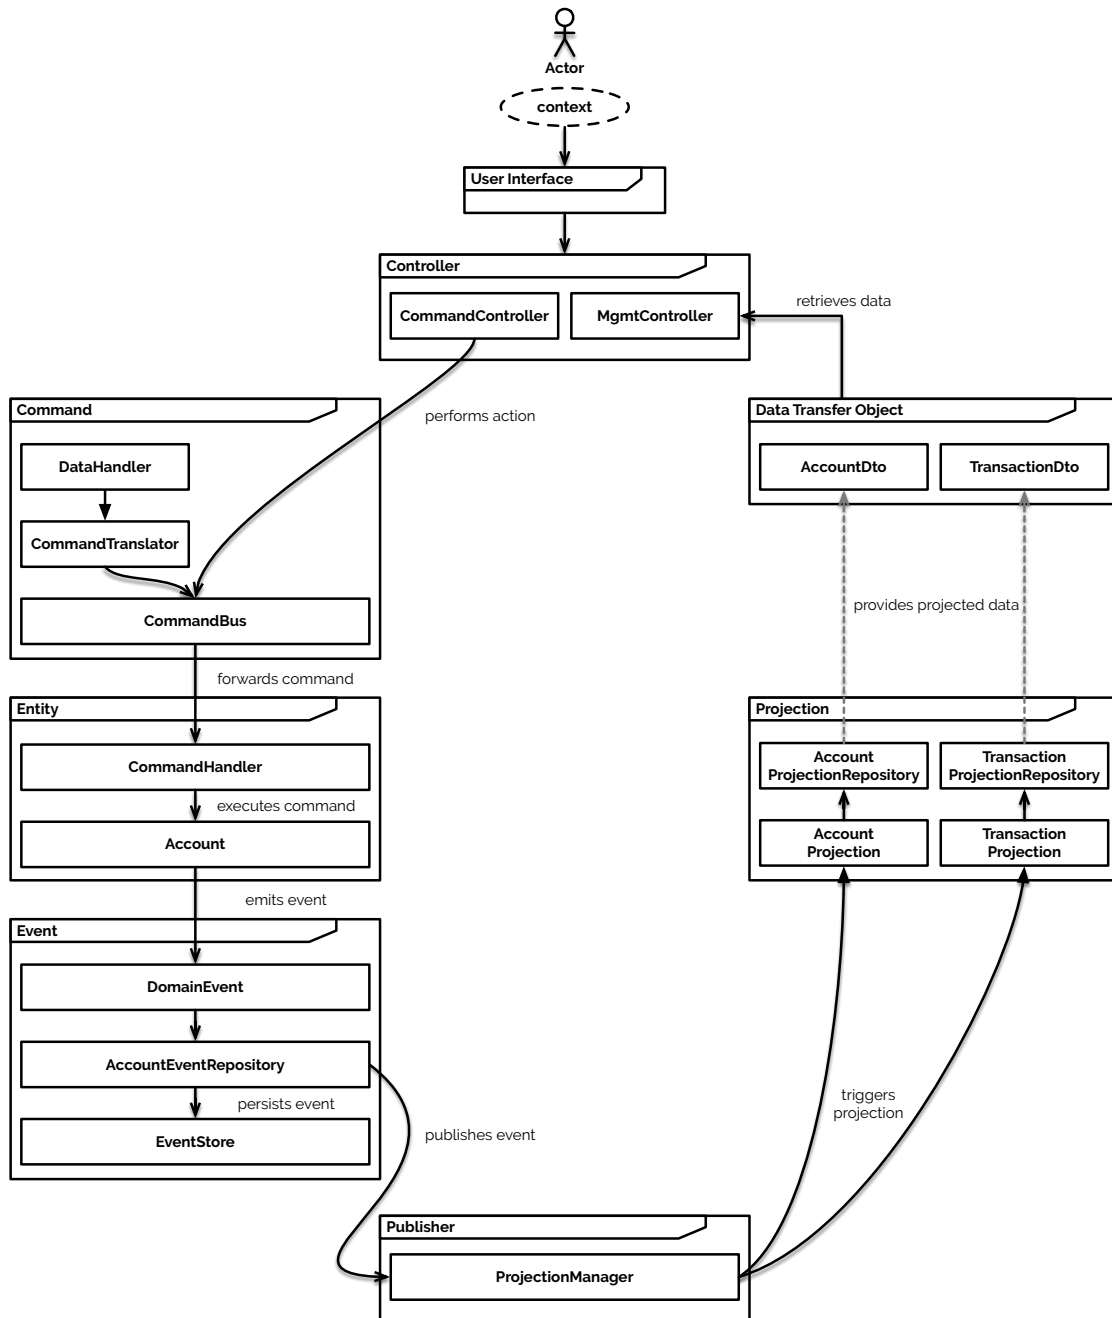 Actor
context
User Interface
Controller
CommandController
MgmtController
retrieves data
performs action
Command
DataHandler
CommandTranslator
CommandBus
forwards command
Data Transfer Object
AccountDto
TransactionDto
provides projected data
Entity
CommandHandler
executes command
Account
emits event
Projection
Account
ProjectionRepository
Transaction
ProjectionRepository
Account
Projection
Transaction
Projection
Event
DomainEvent
AccountEventRepository
persists event
EventStore
publishes event
triggers
projection
Publisher
ProjectionManager